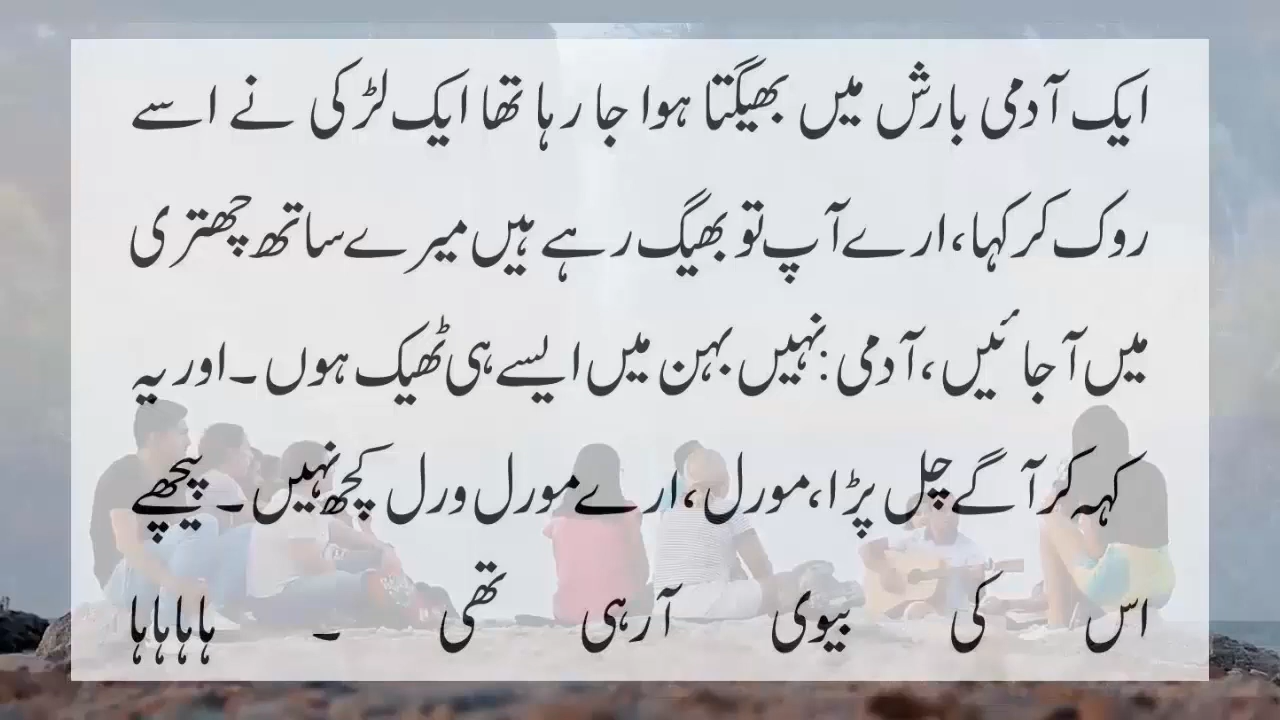 ایک آدمی بارش میں بھیگتا ہوا جا رہا تھا ایک لڑکی نے اسے
روک کر کہا، ارے آپ تو بھیگ رہے ہیں میرے ساتھ چھتری
میں آ جائیں، آدمی : نہیں بہن میں ایسے ہی ٹھیک ہوں۔ اور یہ
کہہ کر آگے چل پڑا، مورل، ارے مورل ورل کچھ نہیں۔ پیچھے
اس کی بیوی آرہی تھی ۔ ہاہاہاہا